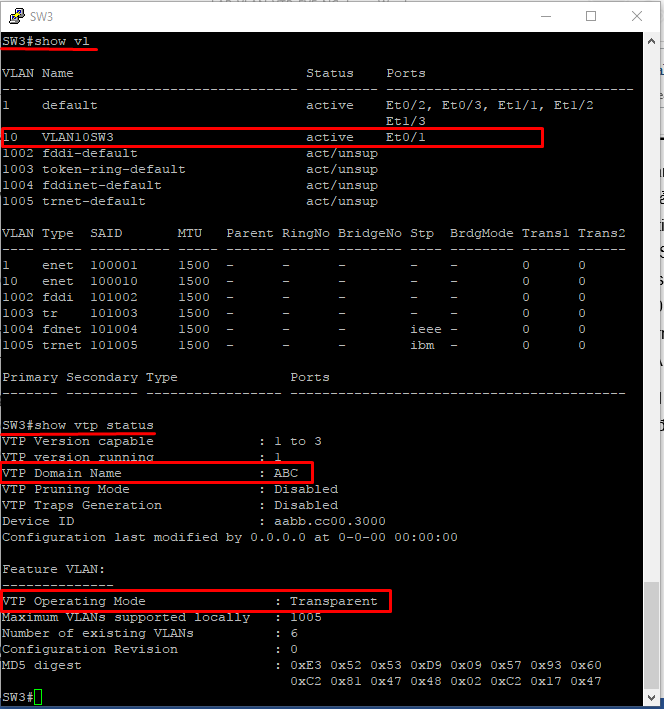 SW3
SW3#show vl
VLAN Name                             Status    Ports
---- -------------------------------- --------- -------------------------------
1    default                          active    Et0/2, Et0/3, Et1/1, Et1/2
                                                Et1/3
10   VLAN10SW3                        active    Et0/1
1002 fddi-default                     act/unsup
1003 token-ring-default               act/unsup
1004 fddinet-default                  act/unsup
1005 trnet-default                    act/unsup
VLAN Type  SAID       MTU   Parent RingNo BridgeNo Stp  BrdgMode Trans1 Trans2
---- ----- ---------- ----- ------ ------ -------- ---- -------- ------ ------
1    enet  100001     1500  -      -      -        -    -        0      0
10   enet  100010     1500  -      -      -        -    -        0      0
1002 fddi  101002     1500  -      -      -        -    -        0      0
1003 tr    101003     1500  -      -      -        -    -        0      0
1004 fdnet 101004     1500  -      -      -        ieee -        0      0
1005 trnet 101005     1500  -      -      -        ibm  -        0      0
Primary Secondary Type              Ports
------- --------- ----------------- ------------------------------------------
SW3#show vtp status
VTP Version capable             : 1 to 3
VTP version running             : 1
VTP Domain Name                 : ABC
VTP Pruning Mode                : Disabled
VTP Traps Generation            : Disabled
Device ID                       : aabb.cc00.3000
Configuration last modified by 0.0.0.0 at 0-0-00 00:00:00
Feature VLAN:
--------------
VTP Operating Mode                : Transparent
Maximum VLANs supported locally   : 1005
Number of existing VLANs          : 6
Configuration Revision            : 0
MD5 digest                        : 0xE3 0x52 0x53 0xD9 0x09 0x57 0x93 0x60
                                    0xC2 0x81 0x47 0x48 0x02 0xC2 0x17 0x47
SW3#